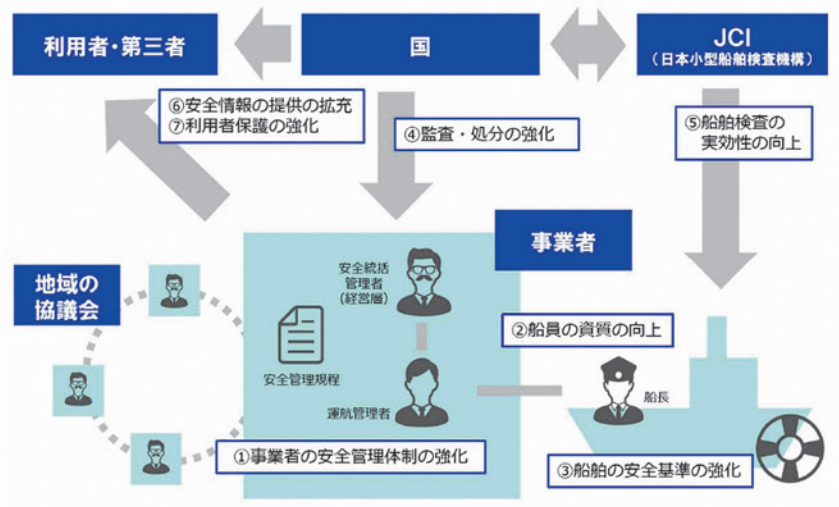 利用者・第三者
国
JCI
（日本小型船舶検査機構）
⑥安全情報の提供の拡充
⑦利用者保護の強化
④監査・処分の強化
⑤船舶検査の
実効性の向上
事業者
地域の
協議会
安全統括
管理者
（経営層）
安全管理規程
運航管理者
②船員の資質の向上
船長
①事業者の安全管理体制の強化
③船舶の安全基準の強化